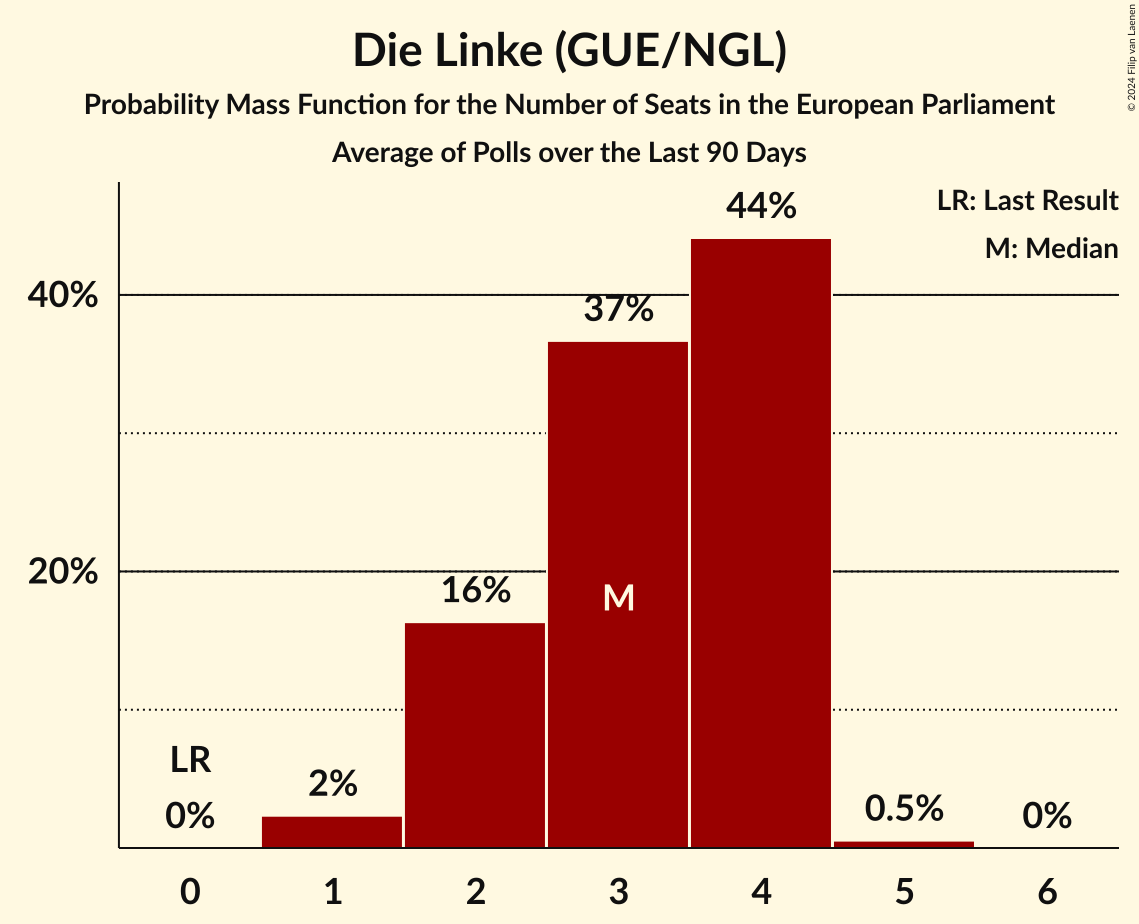 Die Linke (GUE/NGL)
Probability Mass Function for the Number of Seats in the European Parliament
Average of Polls over the Last 90 Days
© 2024 Filip van Laenen
LR: Last Result
M: Median
44%
40%
37%
20%
16%
M
LR
0%
2%
0.5%
0%
0 1 2 3 4 5 6